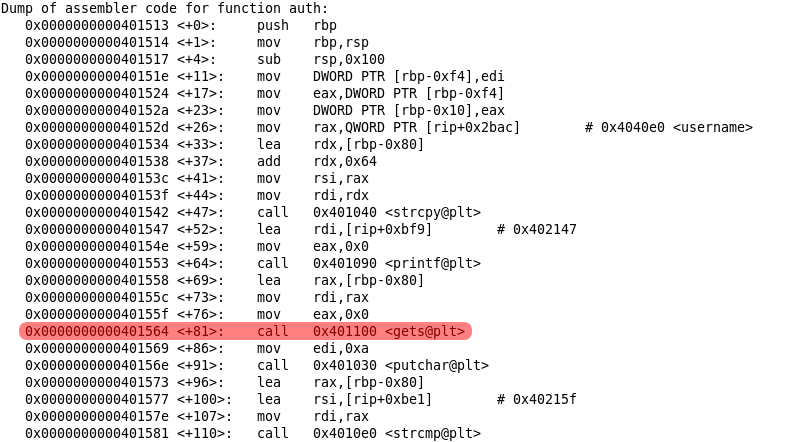 Dump of assembler code for function auth:
0x0000000000401513 <+0>: push rbp
0x0000000000401514 <+1>: mov rbp,rsp
0x0000000000401517 <+4>: sub rsp,0x100
0x000000000040151e <+11>: mov DWORD PTR [rbp-0xf4],edi
0x0000000000401524 <+17>: mov eax,DWORD PTR [rbp-0xf4]
0x000000000040152a <+23>: mov DWORD PTR [rbp-0x10],eax
0x000000000040152d <+26>: mov rax,QWORD PTR [rip+0x2bac] # 0x4040e0 <username>
0x0000000000401534 <+33>: lea rdx,[rbp-0x80]
0x0000000000401538 <+37>: add rdx,0x64
0x000000000040153c <+41>: mov rsi,rax
0x000000000040153f <+44>: mov rdi,rdx
0x0000000000401542 <+47>: call 0x401040 <strcpy@plt>
0x0000000000401547 <+52>: lea rdi,[rip+0xbf9] # 0x402147
0x000000000040154e <+59>: mov eax,0x0
0x0000000000401553 <+64>: call 0x401090 <printf@plt>
0x0000000000401558 <+69>: lea rax,[rbp-0x80]
0x000000000040155c <+73>: mov rdi,rax
0x000000000040155f <+76>: mov eax,0x0
0x0000000000401564 <+81>: call 0x401100 <gets@plt>
0x0000000000401569 <+86>: mov edi,0xa
0x000000000040156e <+91>: call 0x401030 <putchar@plt>
0x0000000000401573 <+96>: lea rax,[rbp-0x80]
0x0000000000401577 <+100>: lea rsi,[rip+0xbe1] # 0x40215f
0x000000000040157e <+107>: mov rdi,rax
0x0000000000401581 <+110>: call 0x4010e0 <strcmp@plt>